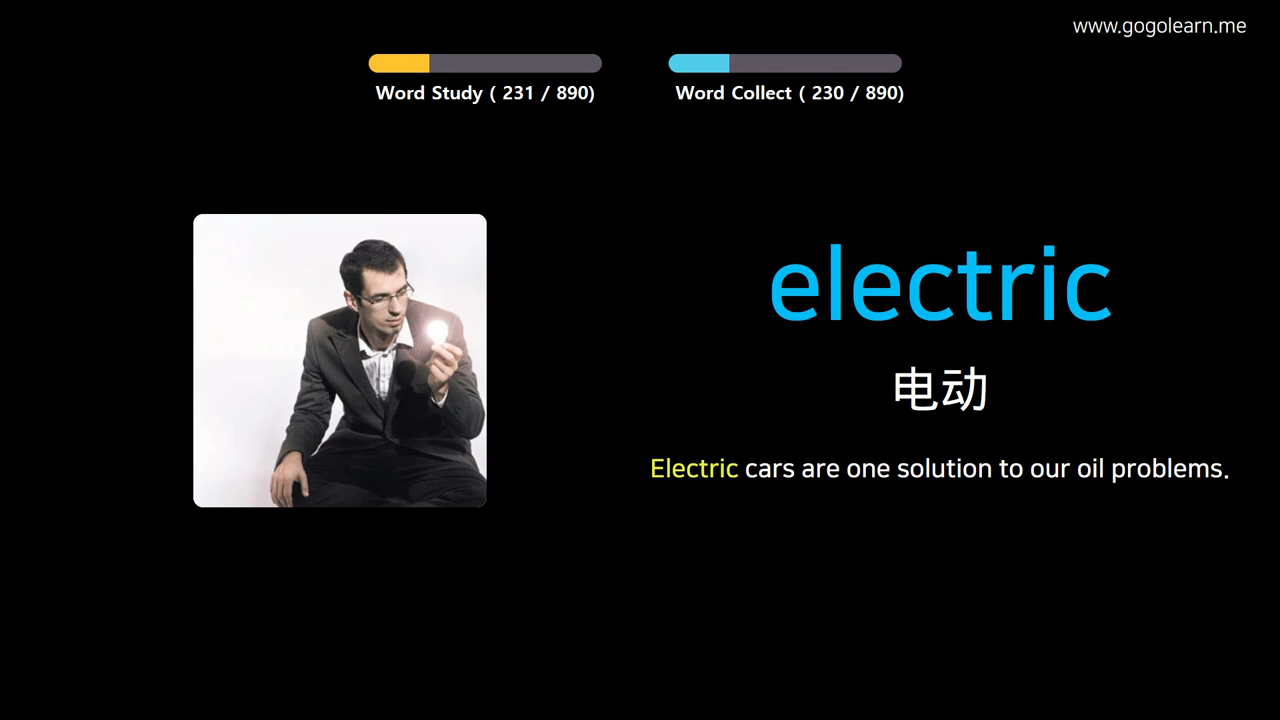 www.gogolearn.me
Word Study ( 231 / 890)
Word Collect ( 230 / 890)
electric
电动
Electric cars are one solution to our oil problems.